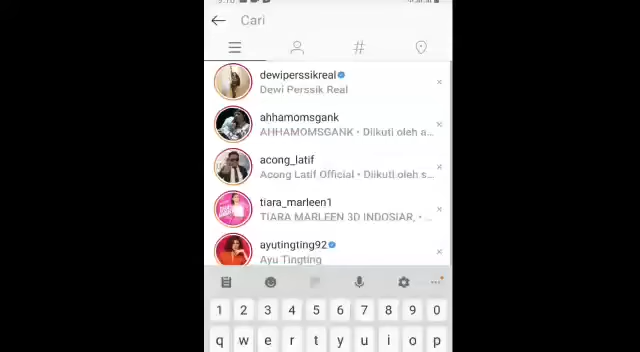 Cari
#
dewiperssikreal
Dewi Perssik Real
ahhamomsgank
AHHAMOMSGANK • Diikuti oleh a...
acong_latif
Acong Latif Official • Diikuti oleh s...
tiara_marleen1
TIARA MARLEEN 3D INDOSIAR, • ...
ayutingting92
Ayu Tingting
1 2 3 4 5 6 7 8 9 0
q w e r t y u i o p